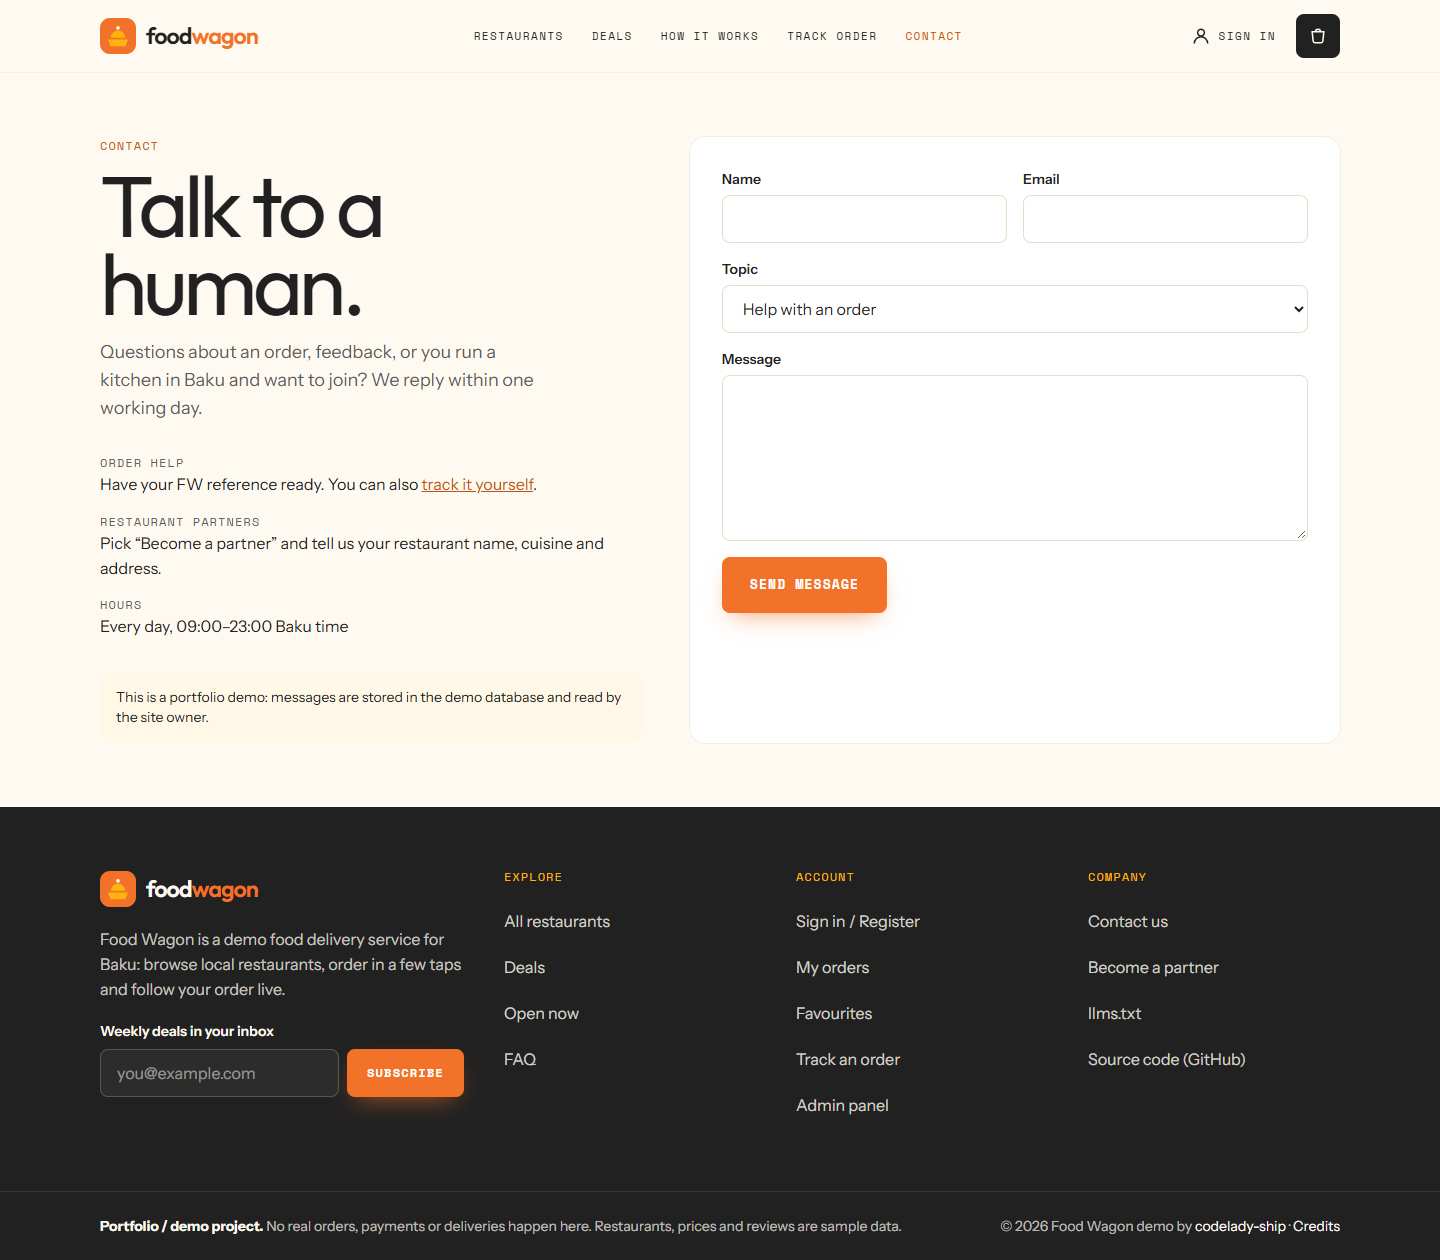 foodwagon
RESTAURANTS
DEALS
HOW IT WORKS
TRACK ORDER
CONTACT
SIGN IN
CONTACT
Talk to a
human.
Questions about an order, feedback, or you run a
kitchen in Baku and want to join? We reply within one
working day.
ORDER HELP
Have your FW reference ready. You can also track it yourself.
RESTAURANT PARTNERS
Pick “Become a partner” and tell us your restaurant name, cuisine and
address.
HOURS
Every day, 09:00–23:00 Baku time
This is a portfolio demo: messages are stored in the demo database and read by
the site owner.
Name
Email
Topic
Help with an order
Message
SEND MESSAGE
foodwagon
Food Wagon is a demo food delivery service for
Baku: browse local restaurants, order in a few taps
and follow your order live.
Weekly deals in your inbox
you@example.com
SUBSCRIBE
EXPLORE
All restaurants
Deals
Open now
FAQ
ACCOUNT
Sign in / Register
My orders
Favourites
Track an order
Admin panel
COMPANY
Contact us
Become a partner
llms.txt
Source code (GitHub)
Portfolio / demo project. No real orders, payments or deliveries happen here. Restaurants, prices and reviews are sample data.
© 2026 Food Wagon demo by codelady-ship · Credits